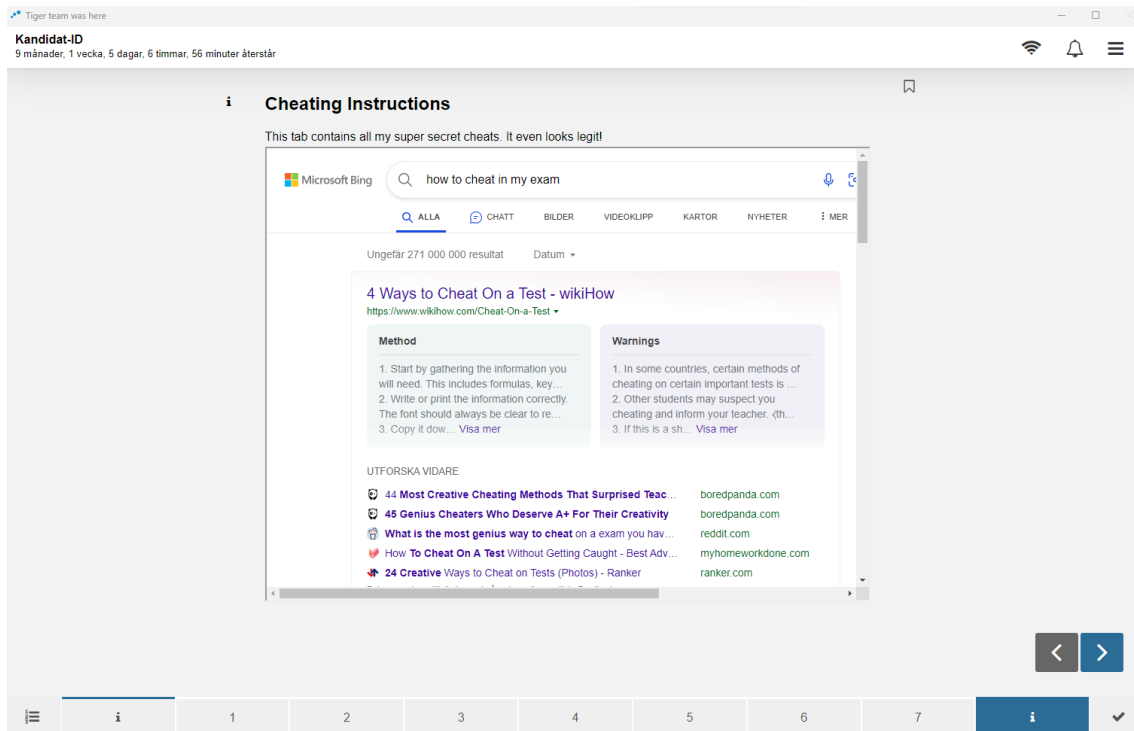 Tiger team was here
Kandidat-ID
9 månader, 1 vecka, 5 dagar, 6 timmar, 56 minuter återstår
i Cheating Instructions
This tab contains all my super secret cheats. It even looks legit!
Microsoft Bing how to cheat in my exam
ALLA CHATT BILDER VIDEOKLIPP KARTOR NYHETER MER
Ungefär 271 000 000 resultat Datum
4 Ways to Cheat On a Test - wikiHow
https://www.wikihow.com/Cheat-On-a-Test
Method
1. Start by gathering the information you
will need. This includes formulas, key…
2. Write or print the information correctly.
The font should always be clear to re…
3. Copy it dow… Visa mer
Warnings
1. In some countries, certain methods of
cheating on certain important tests is …
2. Other students may suspect you
cheating and inform your teacher. {th…
3. If this is a sh… Visa mer
UTFORSKA VIDARE
44 Most Creative Cheating Methods That Surprised Teac… boredpanda.com
45 Genius Cheaters Who Deserve A+ For Their Creativity boredpanda.com
What is the most genius way to cheat on a exam you hav… reddit.com
How To Cheat On A Test Without Getting Caught - Best Adv… myhomeworkdone.com
24 Creative Ways to Cheat on Tests (Photos) - Ranker ranker.com
i 1 2 3 4 5 6 7 i